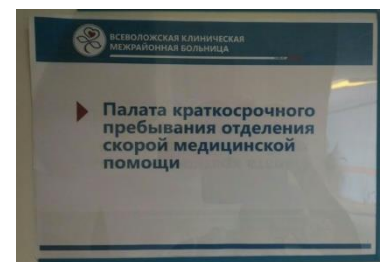 ВСЕВОЛОЖСКАЯ КЛИНИЧЕСКАЯ
МЕЖРАЙОННАЯ БОЛЬНИЦА
Палата краткосрочного
пребывания отделения
скорой медицинской
помощи